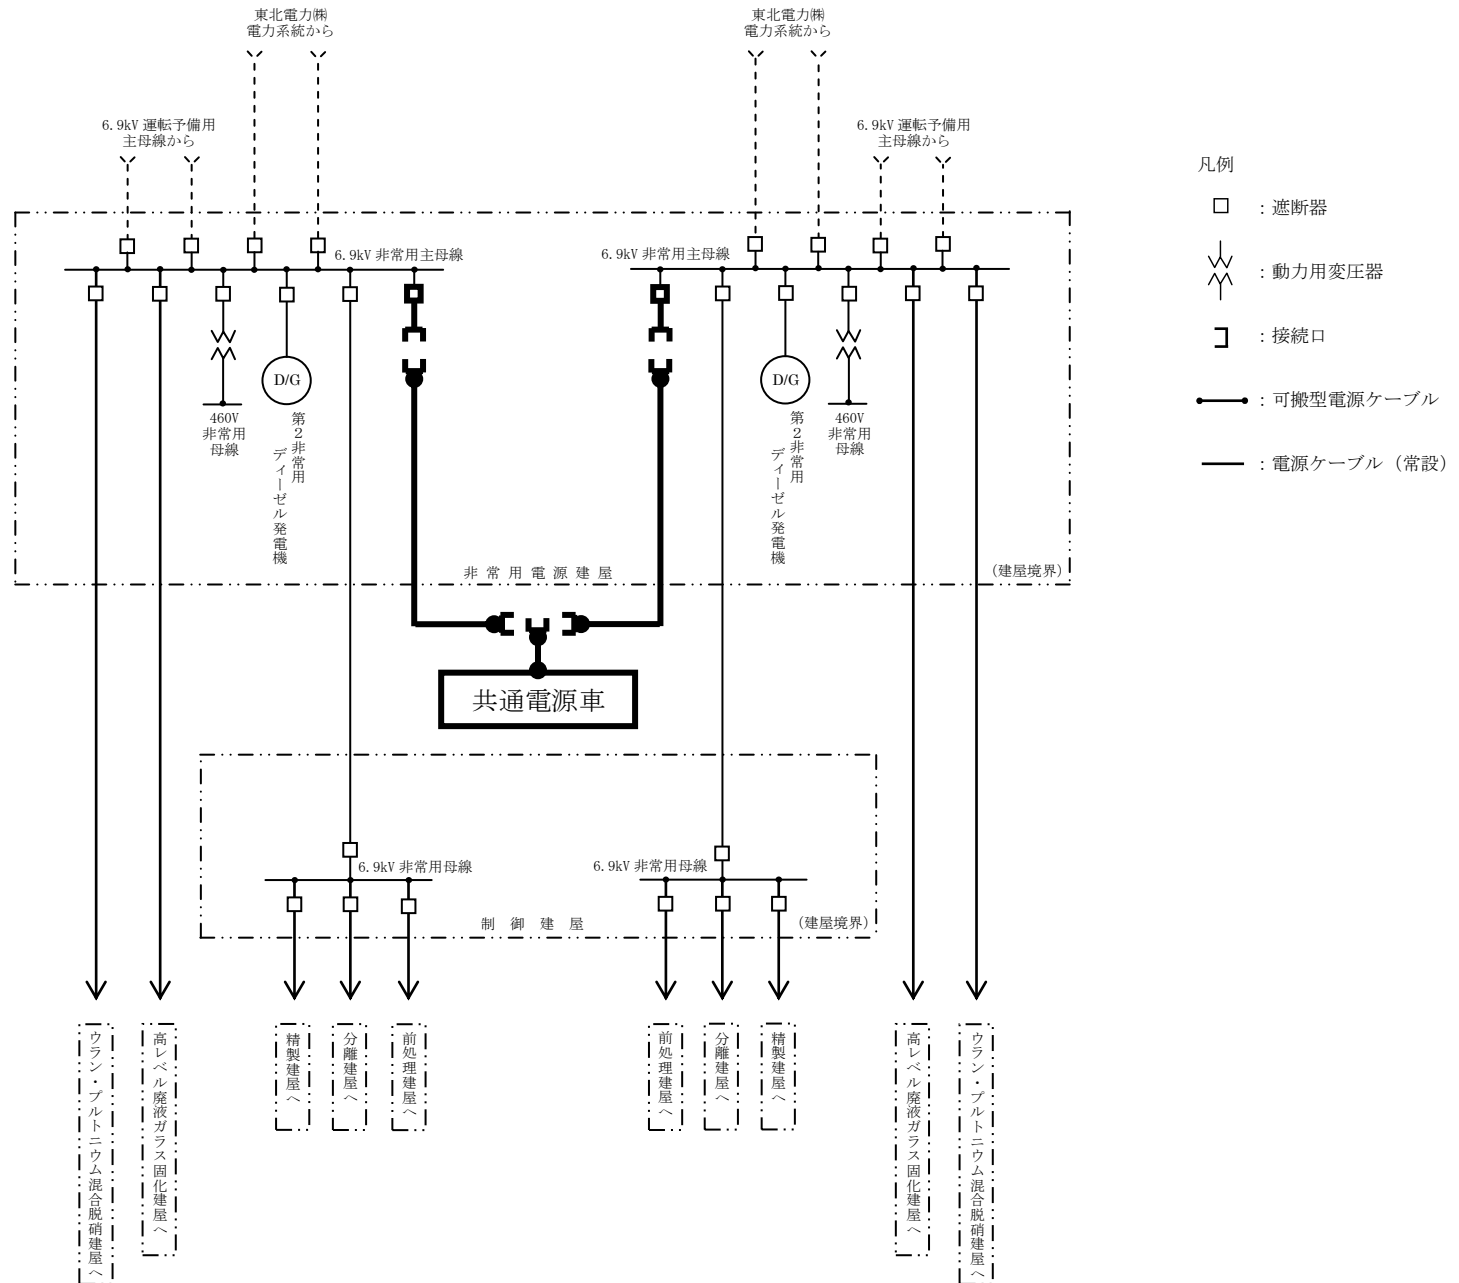 東北電力㈱
電力系統から
東北電力㈱
電力系統から
6.9kV 運転予備用
主母線から
6.9kV 運転予備用
主母線から
凡例
：遮断器
：動力用変圧器
：接続口
：可搬型電源ケーブル
：電源ケーブル（常設）
6.9kV 非常用主母線
6.9kV 非常用主母線
D/G
D/G
460V
非常用
母線
第２非常用
ディーゼル発電機
第２非常用
ディーゼル発電機
460V
非常用
母線
非常用電源建屋
（建屋境界）
共通電源車
6.9kV 非常用母線
6.9kV 非常用母線
制御建屋
（建屋境界）
ウラン・プルトニウム混合脱硝建屋へ
高レベル廃液ガラス固化建屋へ
精製建屋へ
分離建屋へ
前処理建屋へ
前処理建屋へ
分離建屋へ
精製建屋へ
高レベル廃液ガラス固化建屋へ
ウラン・プルトニウム混合脱硝建屋へ